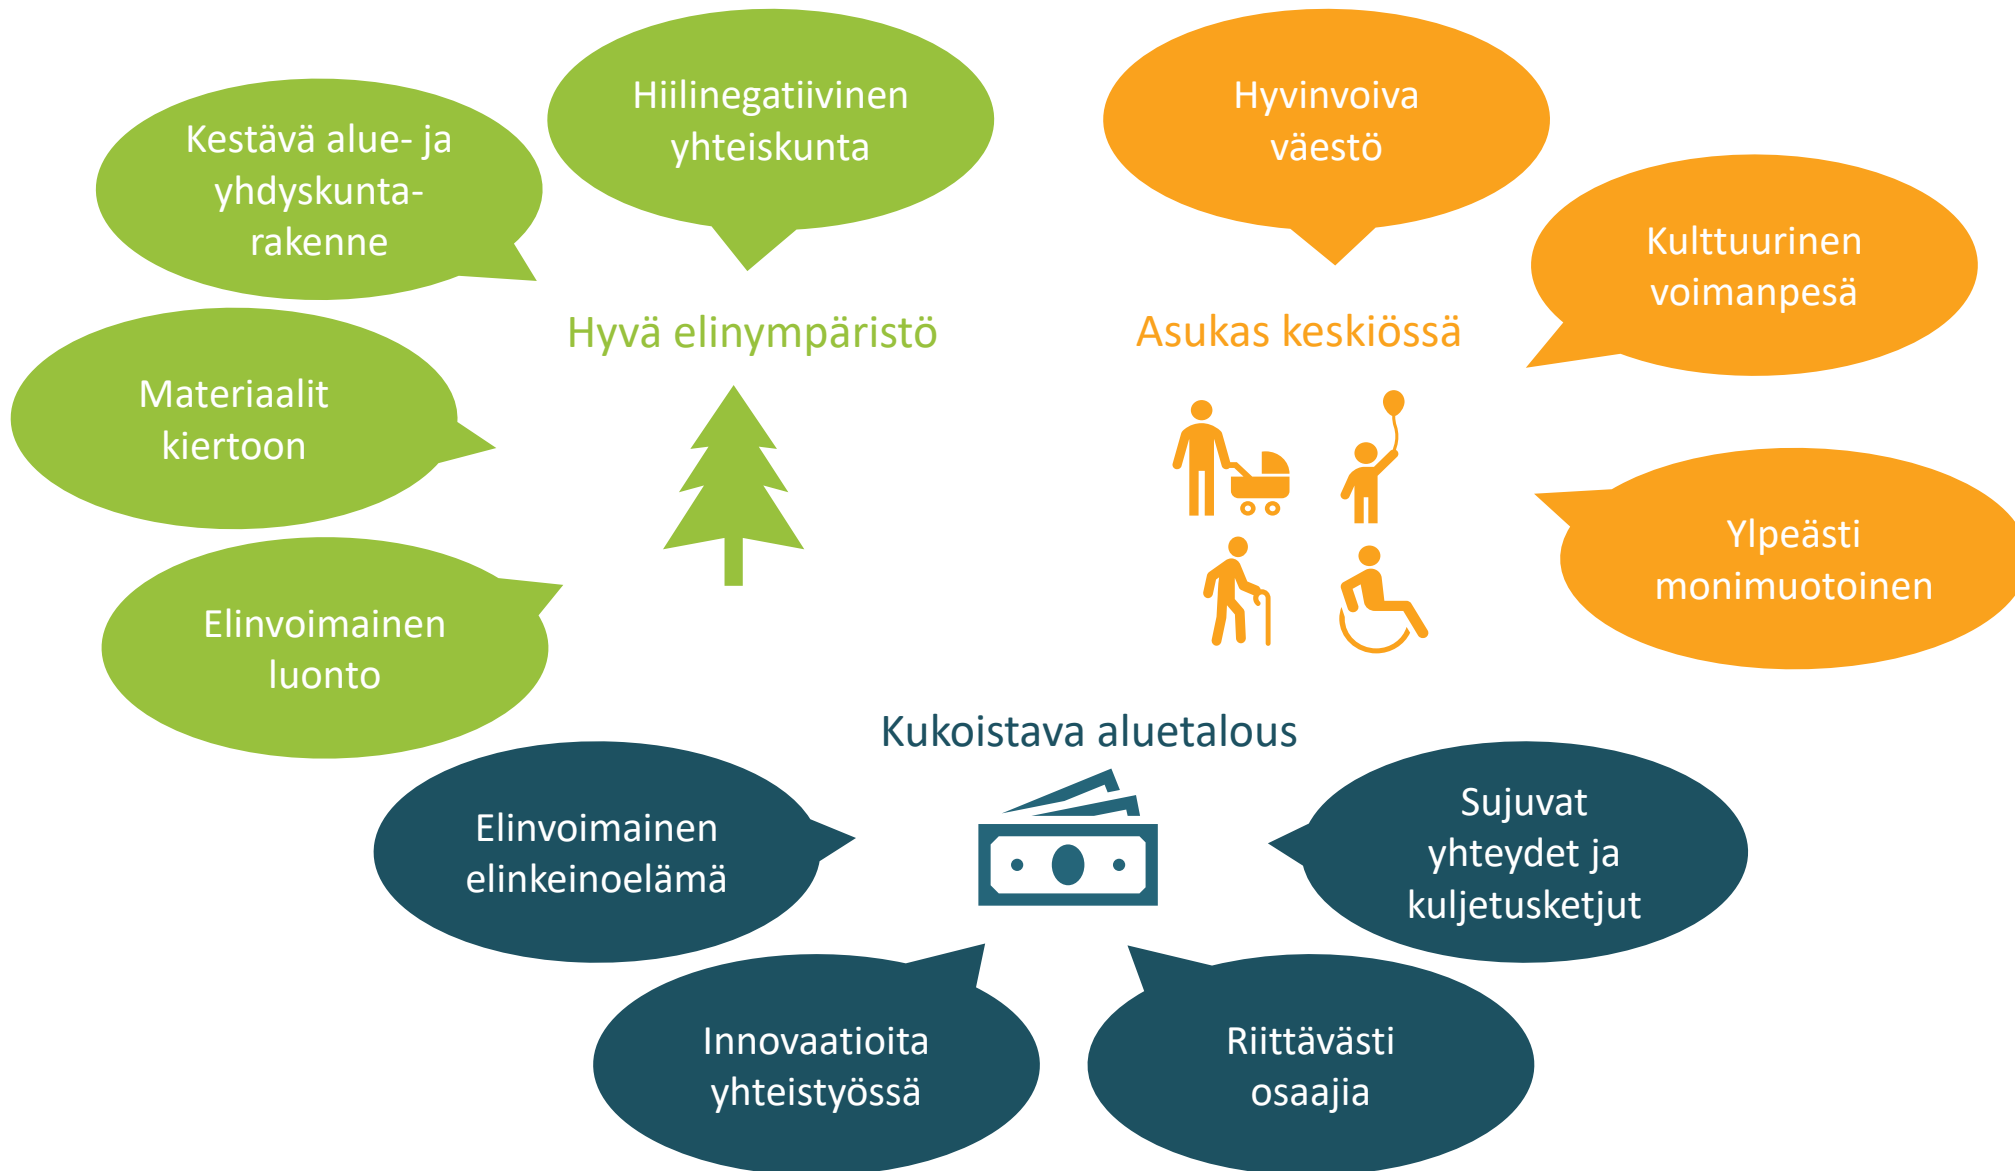 Hiilinegatiivinen
yhteiskunta
Kestävä alue- ja
yhdyskunta-
rakenne
Materiaalit
kiertoon
Elinvoimainen
luonto
Hyvä elinympäristö
Hyvinvoiva
väestö
Kulttuurinen
voimanpesä
Ylpeästi
monimuotoinen
Asukas keskiössä
Kukoistava aluetalous
Elinvoimainen
elinkeinoelämä
Innovaatioita
yhteistyössä
Riittävästi
osaajia
Sujuvat
yhteydet ja
kuljetusketjut